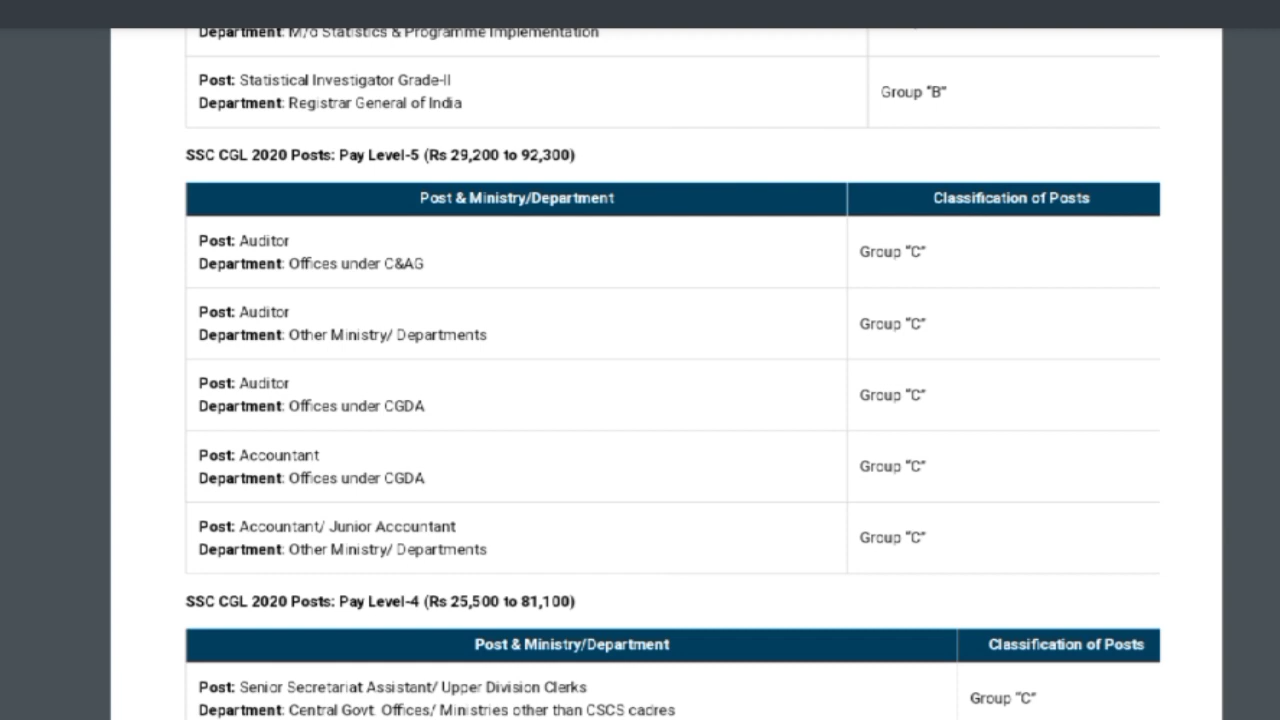 Department: M/o Statistics & Programme Implementation
Post: Statistical Investigator Grade-II
Department: Registrar General of India
Group "B"
SSC CGL 2020 Posts: Pay Level-5 (Rs 29,200 to 92,300)
Post & Ministry/Department
Classification of Posts
Post: Auditor
Department: Offices under C&AG
Group "C"
Post: Auditor
Department: Other Ministry/ Departments
Group "C"
Post: Auditor
Department: Offices under CGDA
Group "C"
Post: Accountant
Department: Offices under CGDA
Group "C"
Post: Accountant/ Junior Accountant
Department: Other Ministry/ Departments
Group "C"
SSC CGL 2020 Posts: Pay Level-4 (Rs 25,500 to 81,100)
Post & Ministry/Department
Classification of Posts
Post: Senior Secretariat Assistant/ Upper Division Clerks
Department: Central Govt. Offices/ Ministries other than CSCS cadres
Group "C"